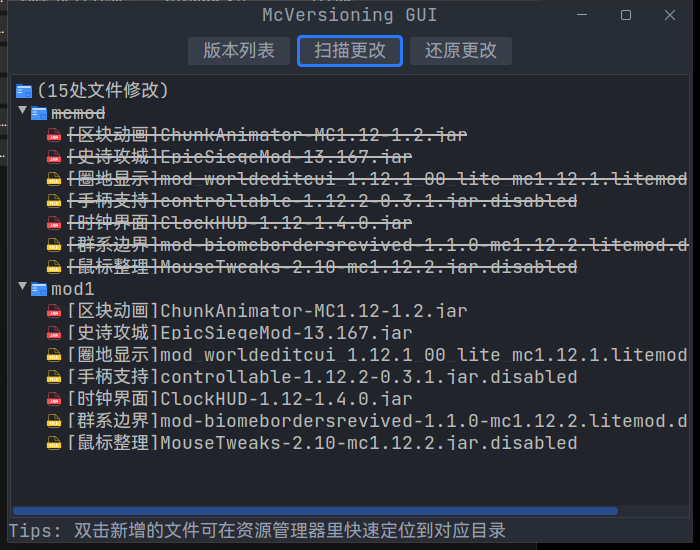 McVersioning GUI
版本列表 扫描更改 还原更改
(15处文件修改)
mcmod
[区块动画]ChunkAnimator-MC1.12-1.2.jar
[史诗攻城]EpicSiegeMod-13.167.jar
[圈地显示]mod_worldeditcui_1.12.1_00_lite_mc1.12.1.litemod
[手柄支持]controllable-1.12.2-0.3.1.jar.disabled
[时钟界面]ClockHUD-1.12-1.4.0.jar
[群系边界]mod-biomebordersrevived-1.1.0-mc1.12.2.litemod.d
[鼠标整理]MouseTweaks-2.10-mc1.12.2.jar.disabled
mod1
[区块动画]ChunkAnimator-MC1.12-1.2.jar
[史诗攻城]EpicSiegeMod-13.167.jar
[圈地显示]mod_worldeditcui_1.12.1_00_lite_mc1.12.1.litemod
[手柄支持]controllable-1.12.2-0.3.1.jar.disabled
[时钟界面]ClockHUD-1.12-1.4.0.jar
[群系边界]mod-biomebordersrevived-1.1.0-mc1.12.2.litemod.d
[鼠标整理]MouseTweaks-2.10-mc1.12.2.jar.disabled
Tips: 双击新增的文件可在资源管理器里快速定位到对应目录